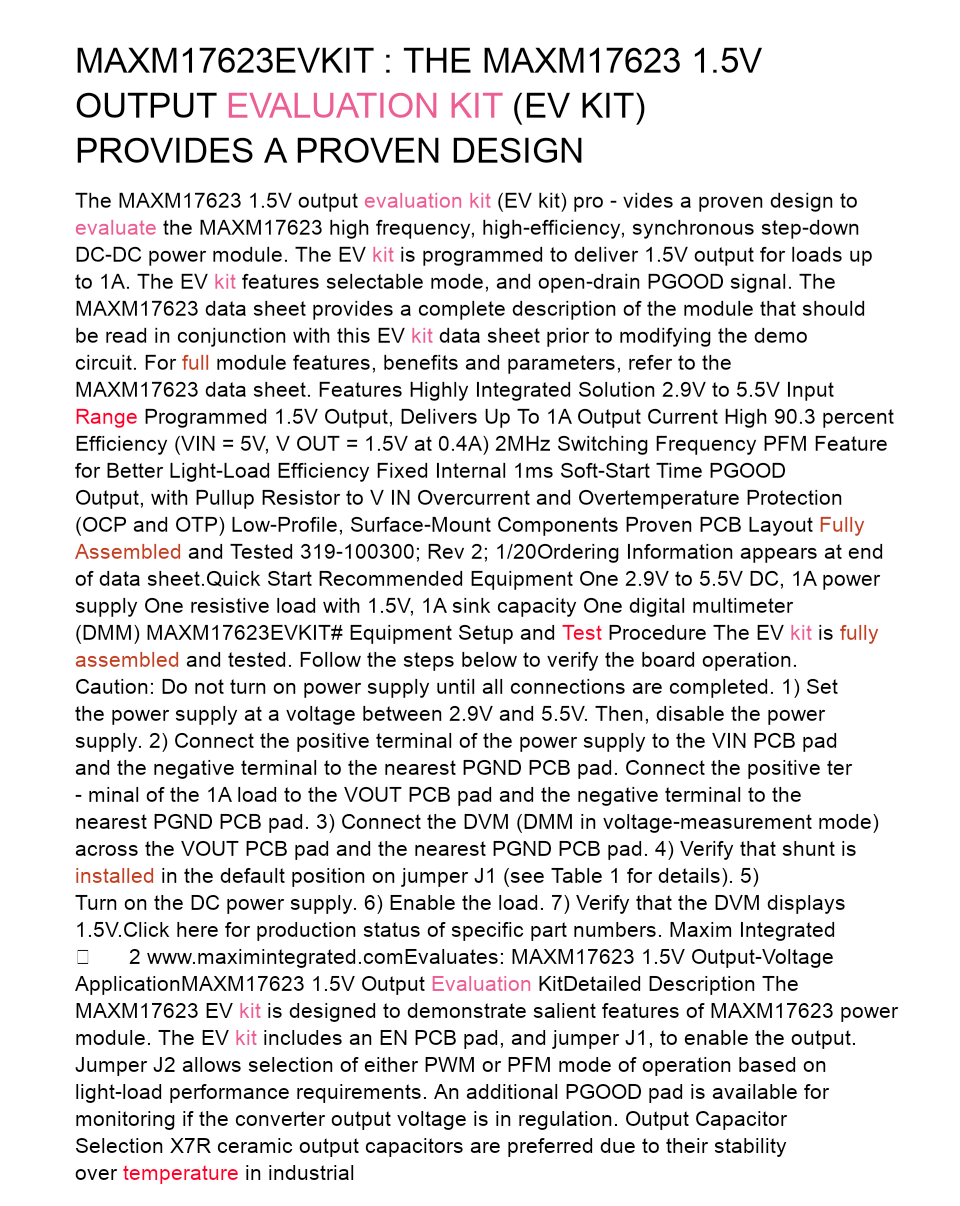 MAXM17623EVKIT : THE MAXM17623 1.5V
OUTPUT EVALUATION KIT (EV KIT)
PROVIDES A PROVEN DESIGN
The MAXM17623 1.5V output evaluation kit (EV kit) pro - vides a proven design to
evaluate the MAXM17623 high frequency, high-efficiency, synchronous step-down
DC-DC power module. The EV kit is programmed to deliver 1.5V output for loads up
to 1A. The EV kit features selectable mode, and open-drain PGOOD signal. The
MAXM17623 data sheet provides a complete description of the module that should
be read in conjunction with this EV kit data sheet prior to modifying the demo
circuit. For full module features, benefits and parameters, refer to the
MAXM17623 data sheet. Features Highly Integrated Solution 2.9V to 5.5V Input
Range Programmed 1.5V Output, Delivers Up To 1A Output Current High 90.3 percent
Efficiency (VIN = 5V, V OUT = 1.5V at 0.4A) 2MHz Switching Frequency PFM Feature
for Better Light-Load Efficiency Fixed Internal 1ms Soft-Start Time PGOOD
Output, with Pullup Resistor to V IN Overcurrent and Overtemperature Protection
(OCP and OTP) Low-Profile, Surface-Mount Components Proven PCB Layout Fully
Assembled and Tested 319-100300; Rev 2; 1/20Ordering Information appears at end
of data sheet.Quick Start Recommended Equipment One 2.9V to 5.5V DC, 1A power
supply One resistive load with 1.5V, 1A sink capacity One digital multimeter
(DMM) MAXM17623EVKIT# Equipment Setup and Test Procedure The EV kit is fully
assembled and tested. Follow the steps below to verify the board operation.
Caution: Do not turn on power supply until all connections are completed. 1) Set
the power supply at a voltage between 2.9V and 5.5V. Then, disable the power
supply. 2) Connect the positive terminal of the power supply to the VIN PCB pad
and the negative terminal to the nearest PGND PCB pad. Connect the positive ter
- minal of the 1A load to the VOUT PCB pad and the negative terminal to the
nearest PGND PCB pad. 3) Connect the DVM (DMM in voltage-measurement mode)
across the VOUT PCB pad and the nearest PGND PCB pad. 4) Verify that shunt is
installed in the default position on jumper J1 (see Table 1 for details). 5)
Turn on the DC power supply. 6) Enable the load. 7) Verify that the DVM displays
1.5V.Click here for production status of specific part numbers. Maxim Integrated
2 www.maximintegrated.comEvaluates: MAXM17623 1.5V Output-Voltage
ApplicationMAXM17623 1.5V Output Evaluation KitDetailed Description The
MAXM17623 EV kit is designed to demonstrate salient features of MAXM17623 power
module. The EV kit includes an EN PCB pad, and jumper J1, to enable the output.
Jumper J2 allows selection of either PWM or PFM mode of operation based on
light-load performance requirements. An additional PGOOD pad is available for
monitoring if the converter output voltage is in regulation. Output Capacitor
Selection X7R ceramic output capacitors are preferred due to their stability
over temperature in industrial